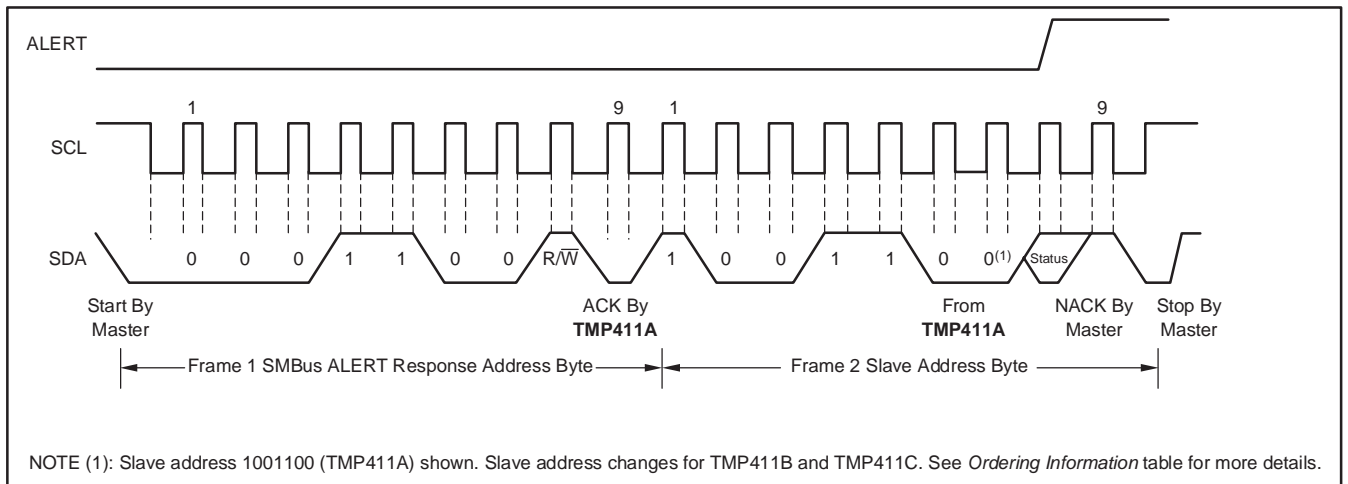 ALERT
1 9 1 9
SCL
SDA 0 0 0 1 1 0 0 R/W̅ 1 0 0 1 1 0 0(1) Status
Start By Master
ACK By TMP411A
From TMP411A
NACK By Master
Stop By Master
Frame 1 SMBus ALERT Response Address Byte
Frame 2 Slave Address Byte
NOTE (1): Slave address 1001100 (TMP411A) shown. Slave address changes for TMP411B and TMP411C. See Ordering Information table for more details.